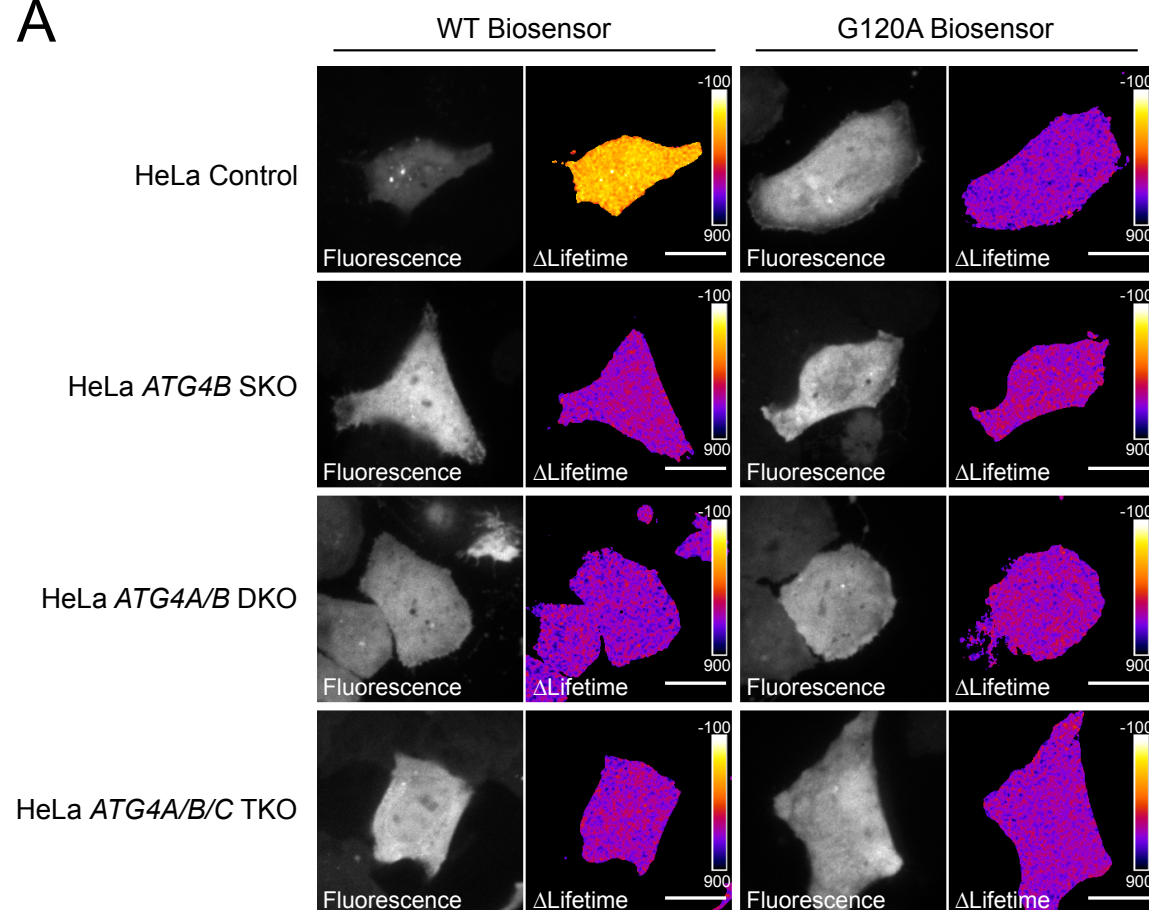 A
WT Biosensor
G120A Biosensor
HeLa Control
Fluorescence
-100
900
ΔLifetime
Fluorescence
-100
900
ΔLifetime
HeLa ATG4B SKO
Fluorescence
-100
900
ΔLifetime
Fluorescence
-100
900
ΔLifetime
HeLa ATG4A/B DKO
Fluorescence
-100
900
ΔLifetime
Fluorescence
-100
900
ΔLifetime
HeLa ATG4A/B/C TKO
Fluorescence
-100
900
ΔLifetime
Fluorescence
-100
900
ΔLifetime